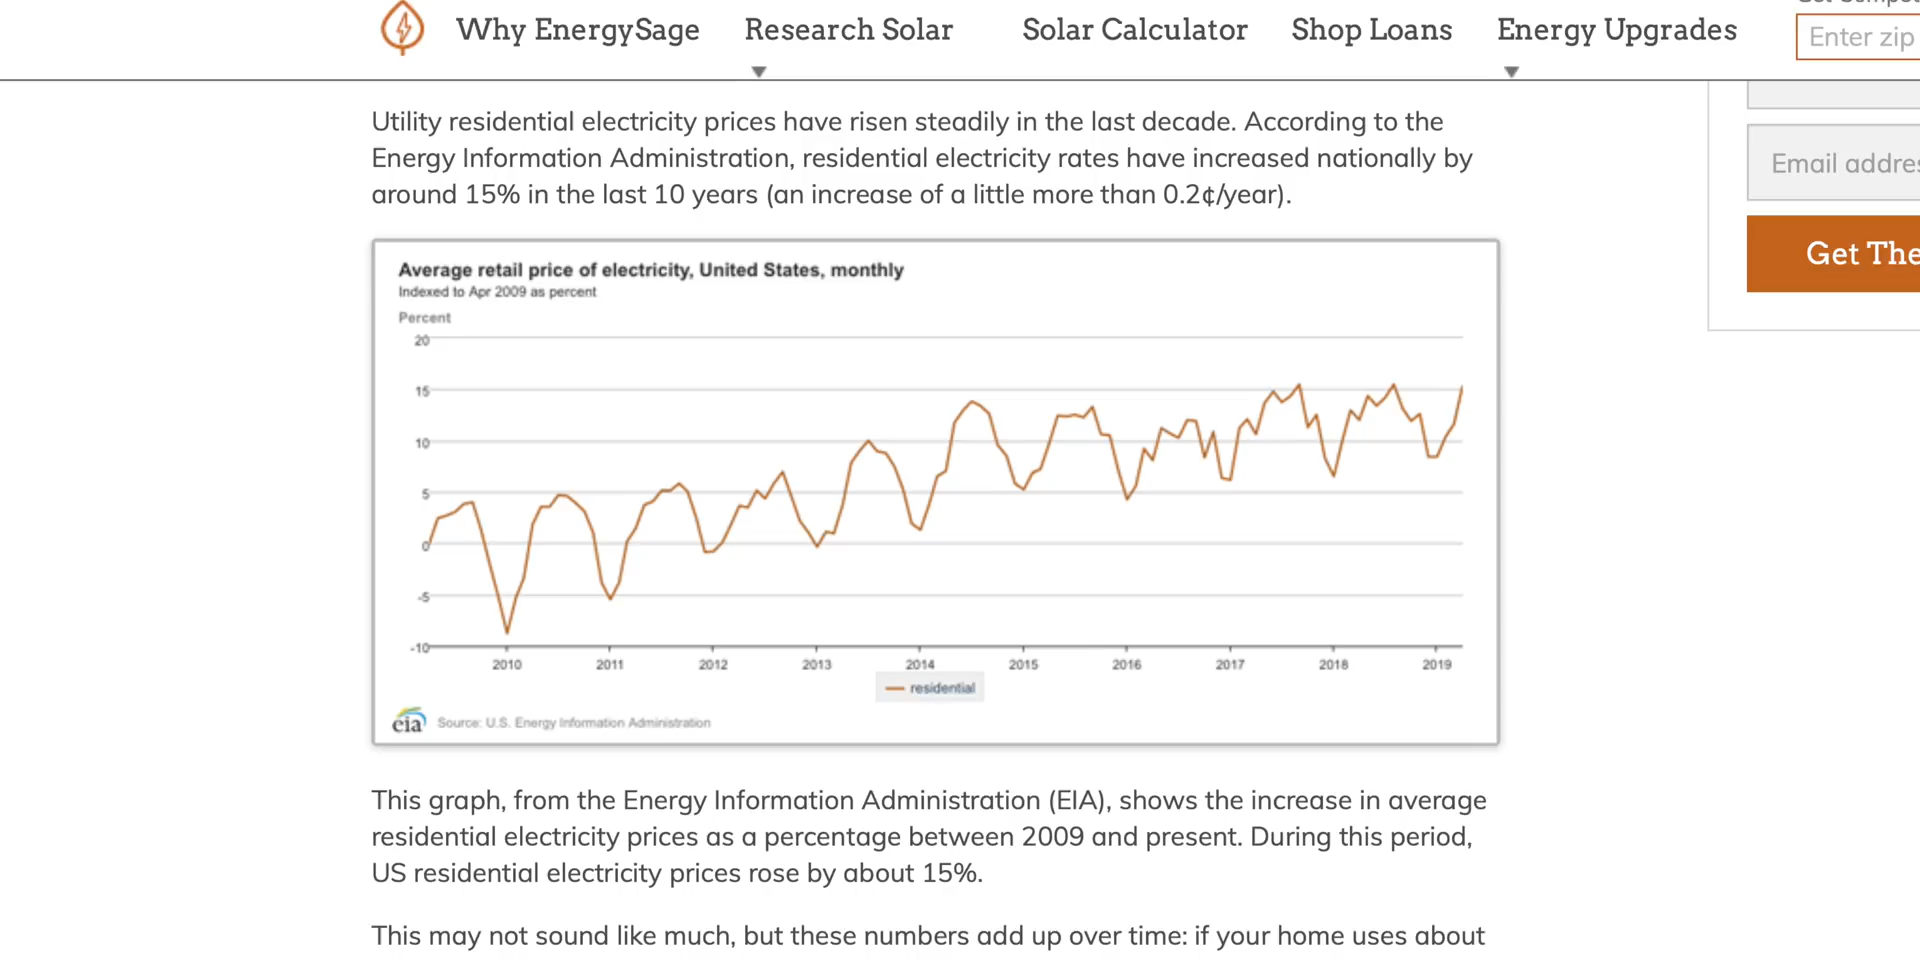 Why EnergySage Research Solar Solar Calculator Shop Loans Energy Upgrades
Enter zip
Utility residential electricity prices have risen steadily in the last decade. According to the
Energy Information Administration, residential electricity rates have increased nationally by
around 15% in the last 10 years (an increase of a little more than 0.2¢/year).
Email addres
Get The
Average retail price of electricity, United States, monthly
Indexed to Apr 2009 as percent
Percent
20
15
10
5
0
-5
-10
2010 2011 2012 2013 2014 2015 2016 2017 2018 2019
residential
eia Source: U.S. Energy Information Administration
This graph, from the Energy Information Administration (EIA), shows the increase in average
residential electricity prices as a percentage between 2009 and present. During this period,
US residential electricity prices rose by about 15%.
This may not sound like much, but these numbers add up over time: if your home uses about